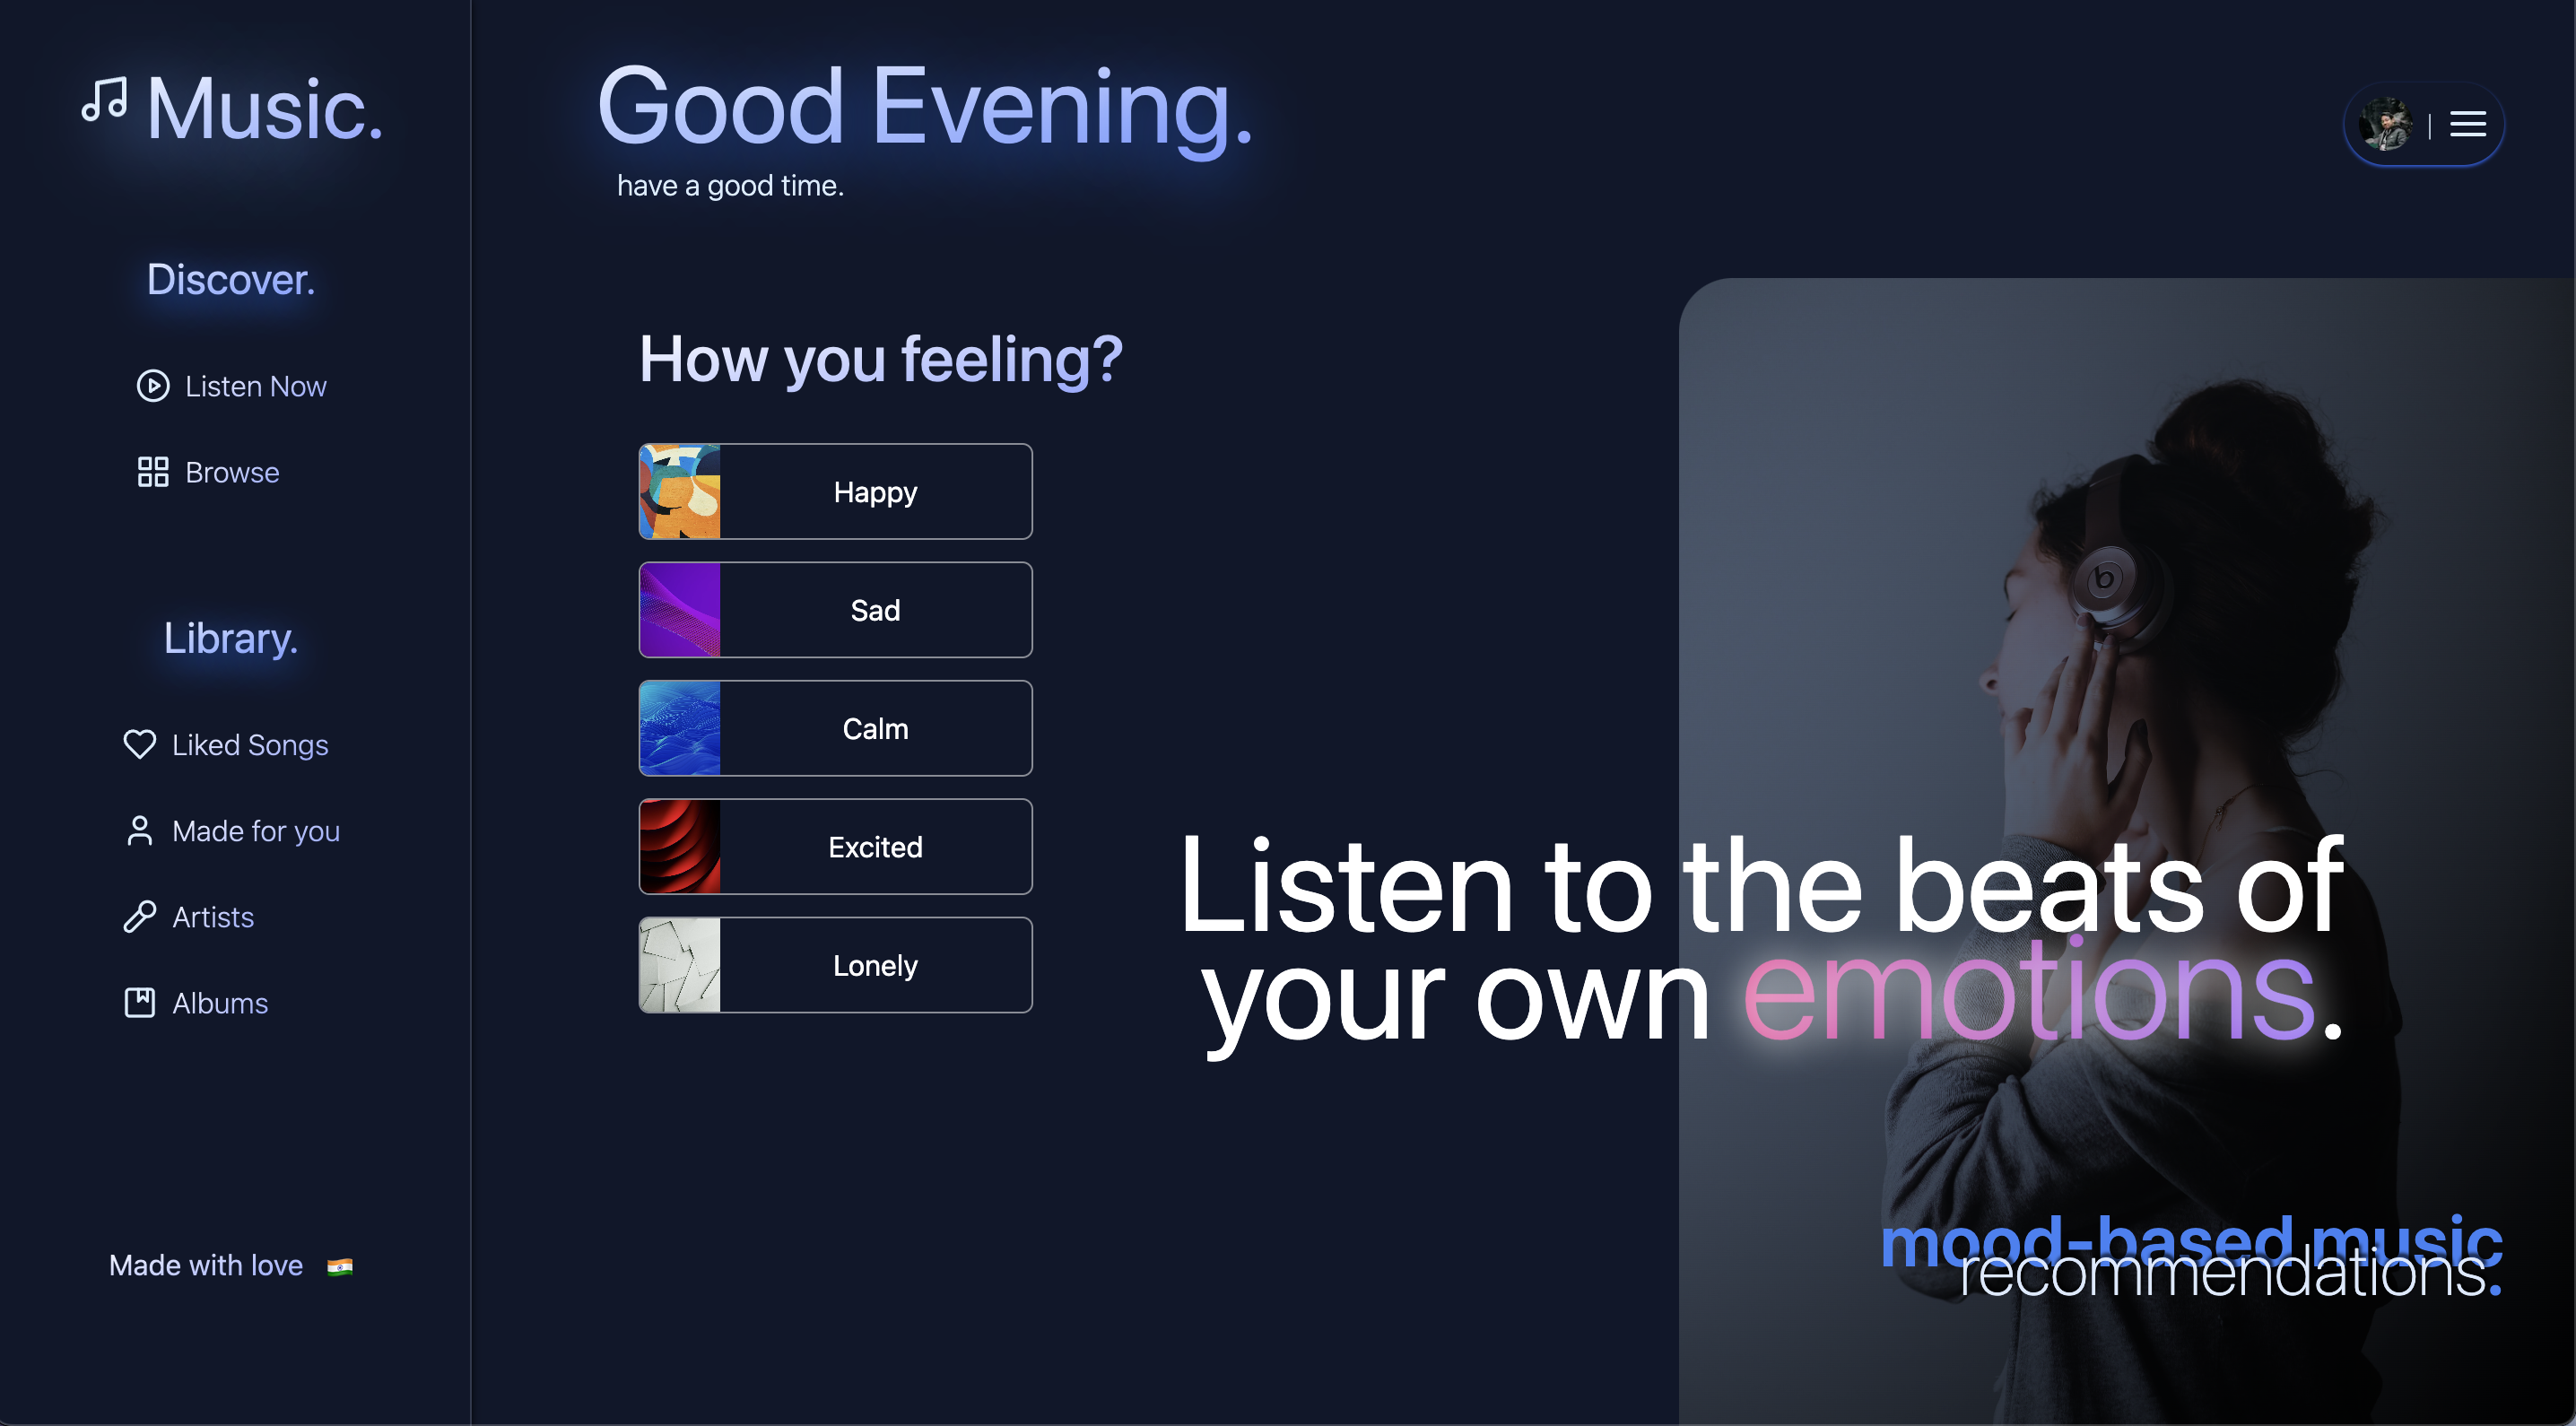 Music.
Discover.
Listen Now
Browse
Library.
Liked Songs
Made for you
Artists
Albums
Made with love 🇮🇳
Good Evening.
have a good time.
How you feeling?
Happy
Sad
Calm
Excited
Lonely
b
Listen to the beats of
your own emotions.
mood-based music
recommendations.